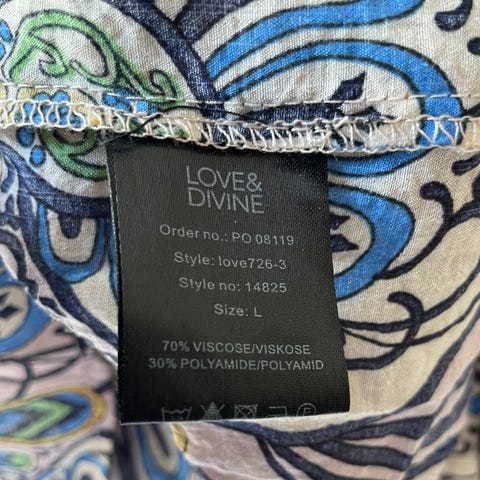 LOVE&
DIVINE
Order no.: PO 08119
Style: love726-3
Style no: 14825
Size: L
70% VISCOSE/VISKOSE
30% POLYAMIDE/POLYAMID